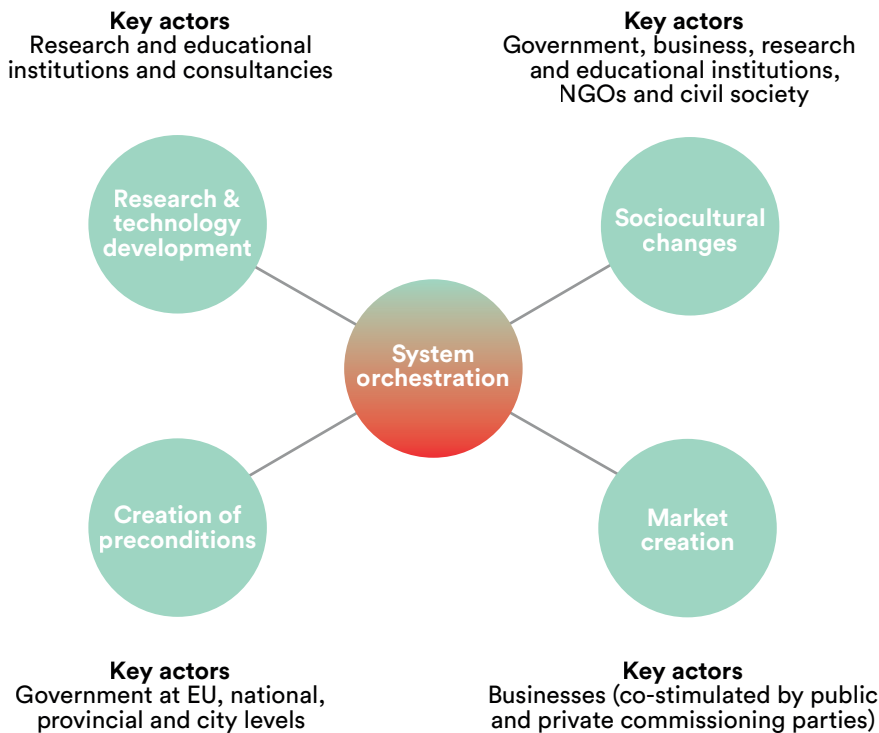 Key actors
Research and educational
institutions and consultancies
Key actors
Government, business, research
and educational institutions,
NGOs and civil society
Research &
technology
development
Sociocultural
changes
System
orchestration
Creation of
preconditions
Market
creation
Key actors
Government at EU, national,
provincial and city levels
Key actors
Businesses (co-stimulated by public
and private commissioning parties)